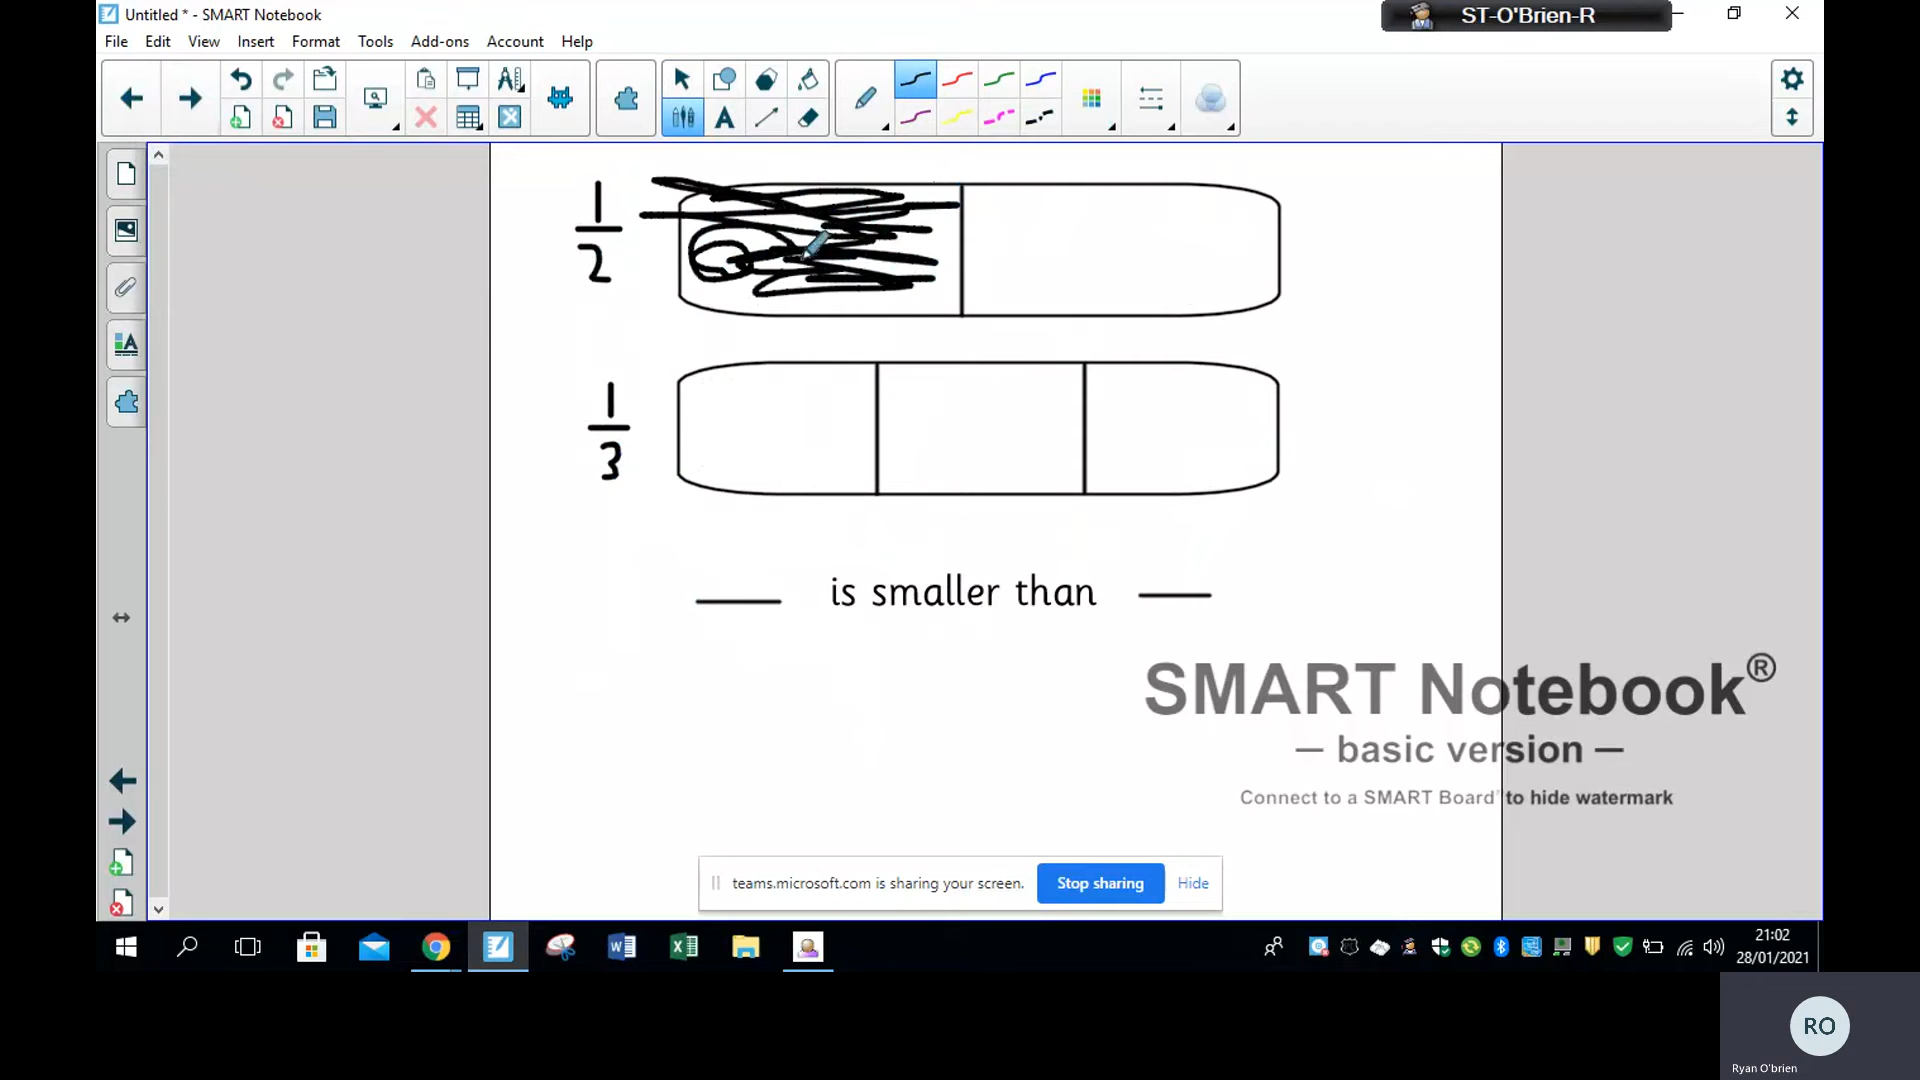 Untitled * - SMART Notebook
ST-O'Brien-R
File Edit View Insert Format Tools Add-ons Account Help
1
2
1
3
____ is smaller than ____
SMART Notebook®
— basic version —
Connect to a SMART Board® to hide watermark
teams.microsoft.com is sharing your screen. Stop sharing Hide
21:02
28/01/2021
RO
Ryan O'brien